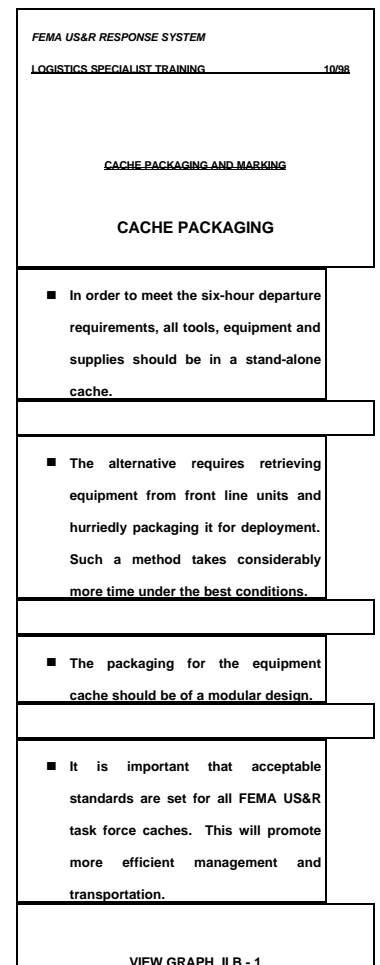 FEMA US&R RESPONSE SYSTEM
LOGISTICS SPECIALIST TRAINING 10/98
CACHE PACKAGING AND MARKING
CACHE PACKAGING
■ In order to meet the six-hour departure
requirements, all tools, equipment and
supplies should be in a stand-alone
cache.
■ The alternative requires retrieving
equipment from front line units and
hurriedly packaging it for deployment.
Such a method takes considerably
more time under the best conditions.
■ The packaging for the equipment
cache should be of a modular design.
■ It is important that acceptable
standards are set for all FEMA US&R
task force caches. This will promote
more efficient management and
transportation.
VIEW GRAPH II B - 1